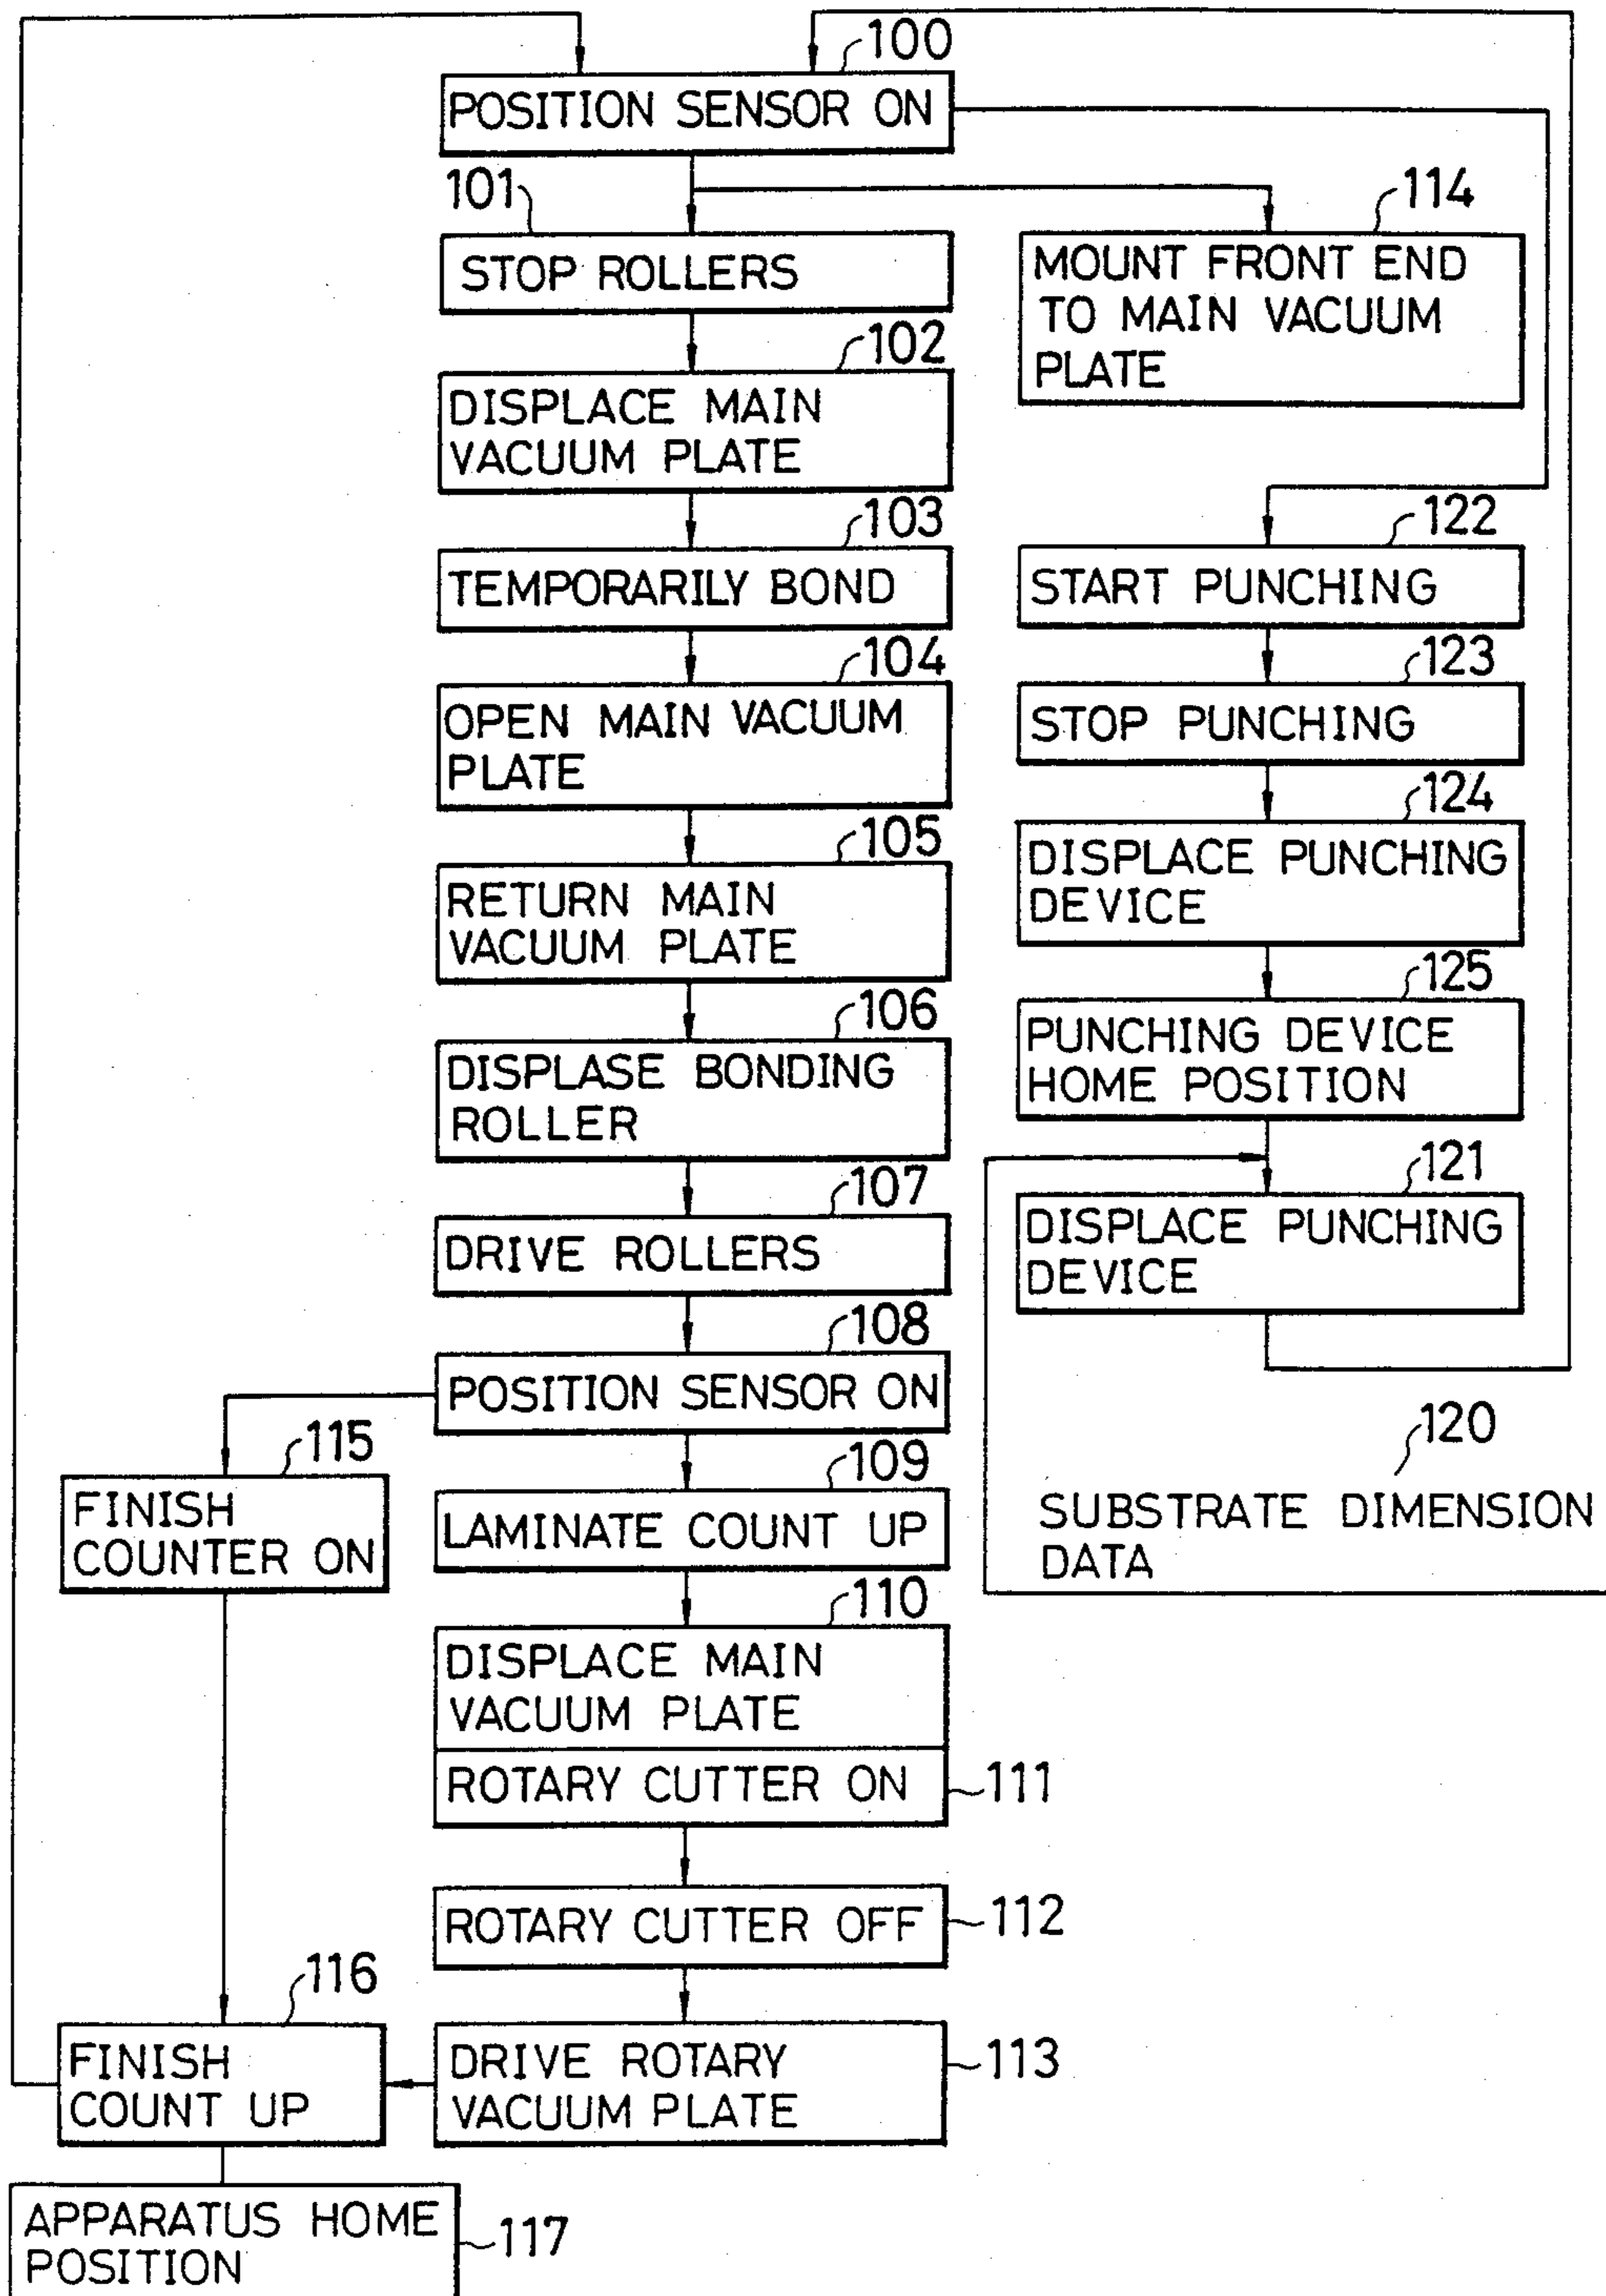 100
POSITION SENSOR ON
101
STOP ROLLERS
102
DISPLACE MAIN
VACUUM PLATE
103
TEMPORARILY BOND
104
OPEN MAIN VACUUM
PLATE
105
RETURN MAIN
VACUUM PLATE
106
DISPLASE BONDING
ROLLER
107
DRIVE ROLLERS
108
POSITION SENSOR ON
109
LAMINATE COUNT UP
110
DISPLACE MAIN
VACUUM PLATE
ROTARY CUTTER ON
111
ROTARY CUTTER OFF
112
DRIVE ROTARY
VACUUM PLATE
113
114
MOUNT FRONT END
TO MAIN VACUUM
PLATE
122
START PUNCHING
123
STOP PUNCHING
124
DISPLACE PUNCHING
DEVICE
125
PUNCHING DEVICE
HOME POSITION
121
DISPLACE PUNCHING
DEVICE
120
SUBSTRATE DIMENSION
DATA
115
FINISH
COUNTER ON
116
FINISH
COUNT UP
APPARATUS HOME
POSITION
117